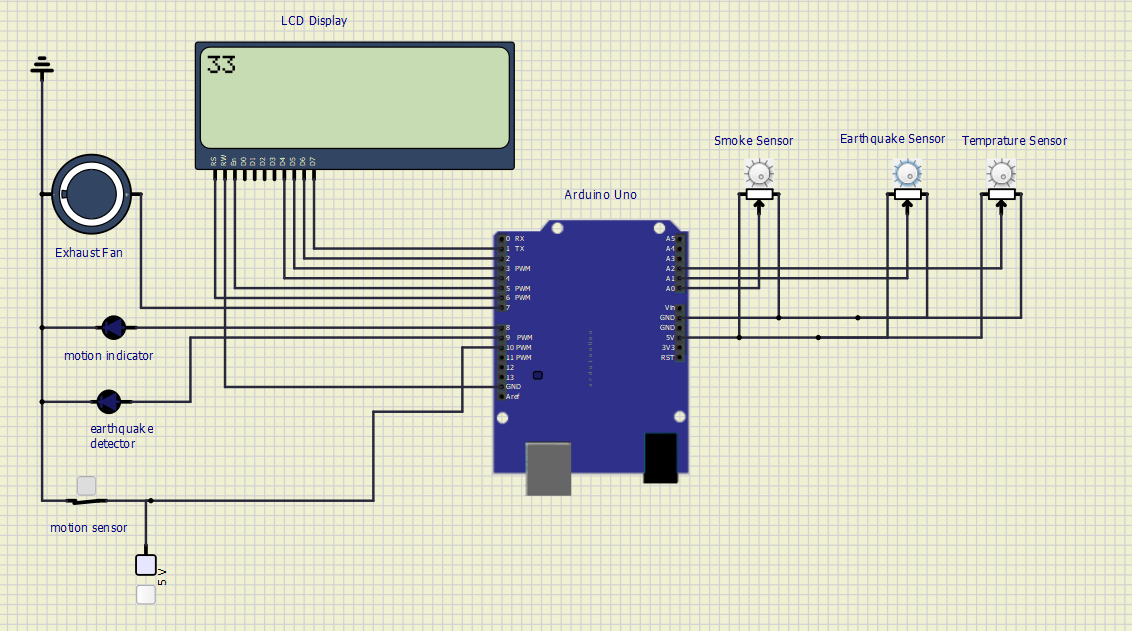 LCD Display
33
RS RW En D0 D1 D2 D3 D4 D5 D6 D7
Exhaust Fan
motion indicator
earthquake
detector
motion sensor
5 V
Arduino Uno
0 RX
1 TX
2
3 PWM
4
5 PWM
6 PWM
7
8
9 PWM
10 PWM
11 PWM
12
13
GND
Aref
A5
A4
A3
A2
A1
A0
Vin
GND
GND
5V
3V3
RST
Smoke Sensor
Earthquake Sensor
Temprature Sensor